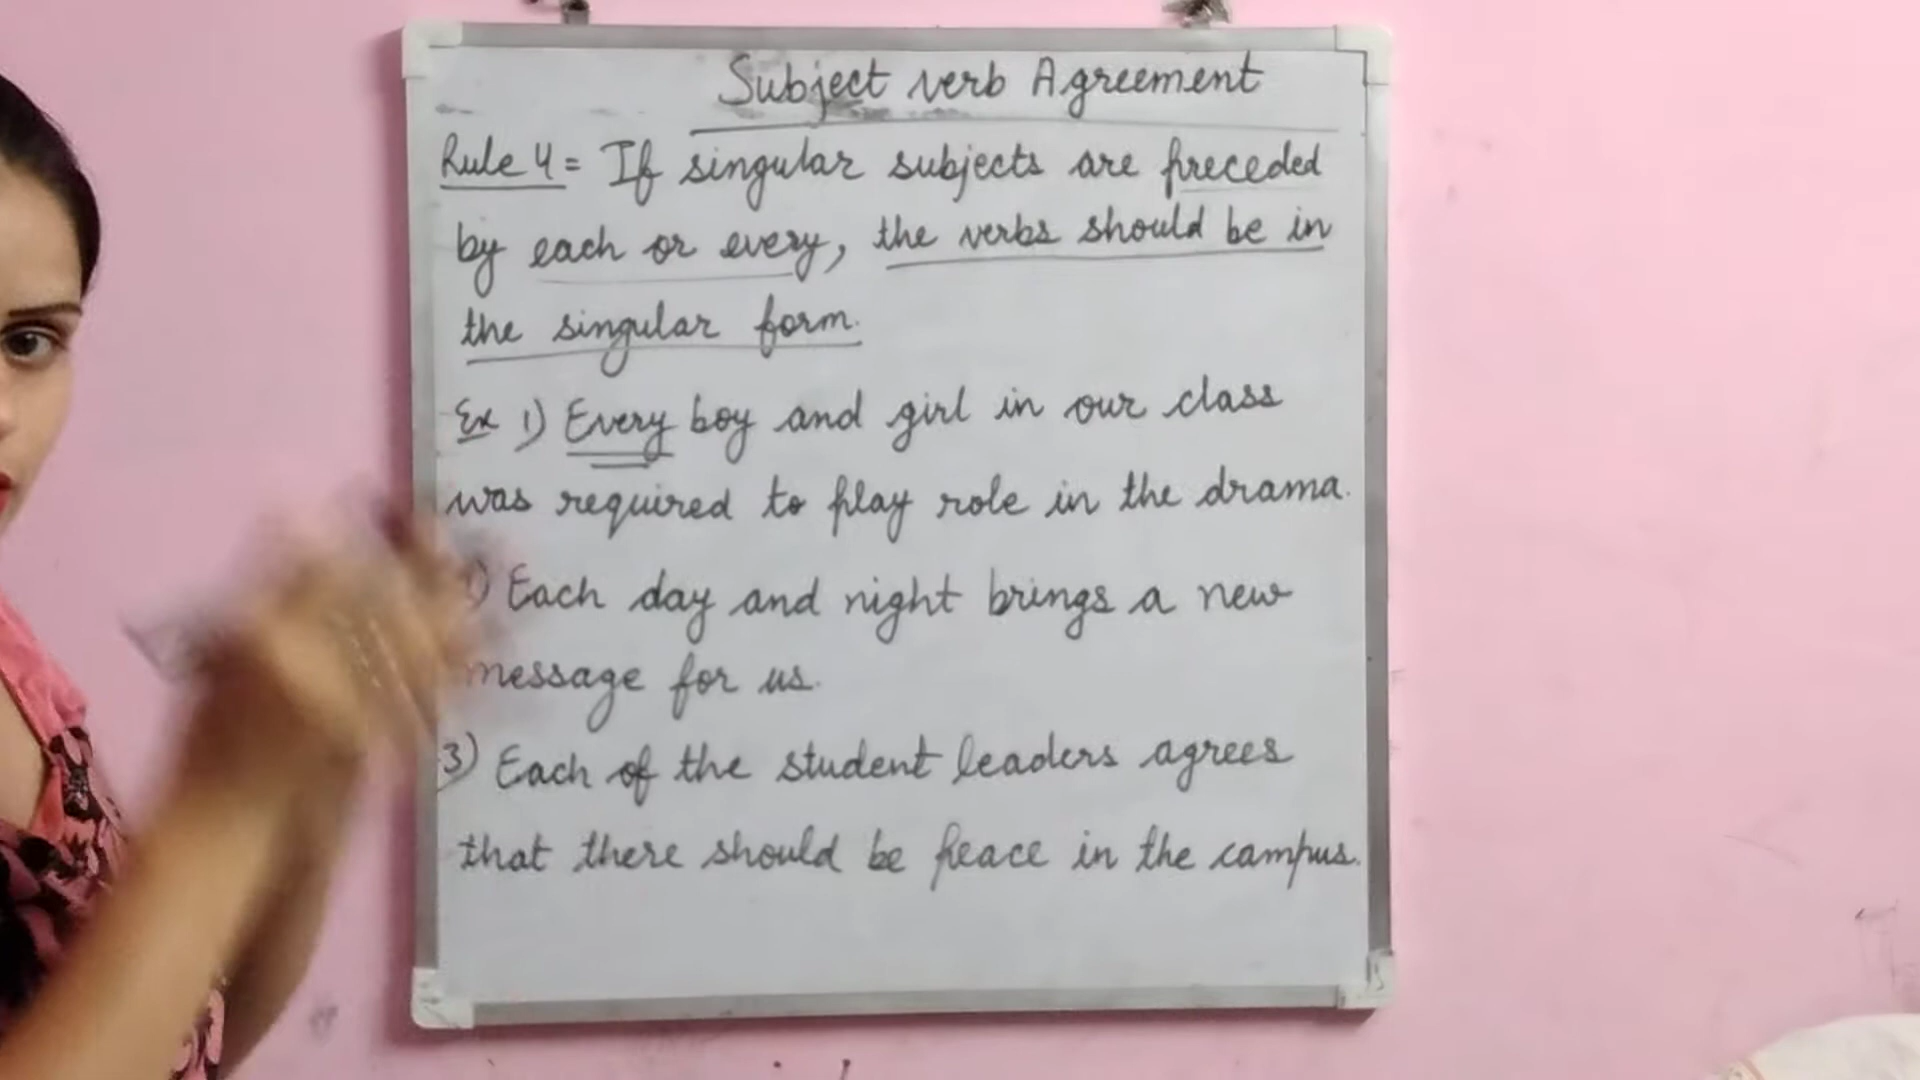 Subject verb Agreement
Rule 4 = If singular subjects are preceded
by each or every, the verbs should be in
the singular form.
Ex 1) Every boy and girl in our class
was required to play role in the drama.
) Each day and night brings a new
message for us.
3) Each of the student leaders agrees
that there should be peace in the campus.